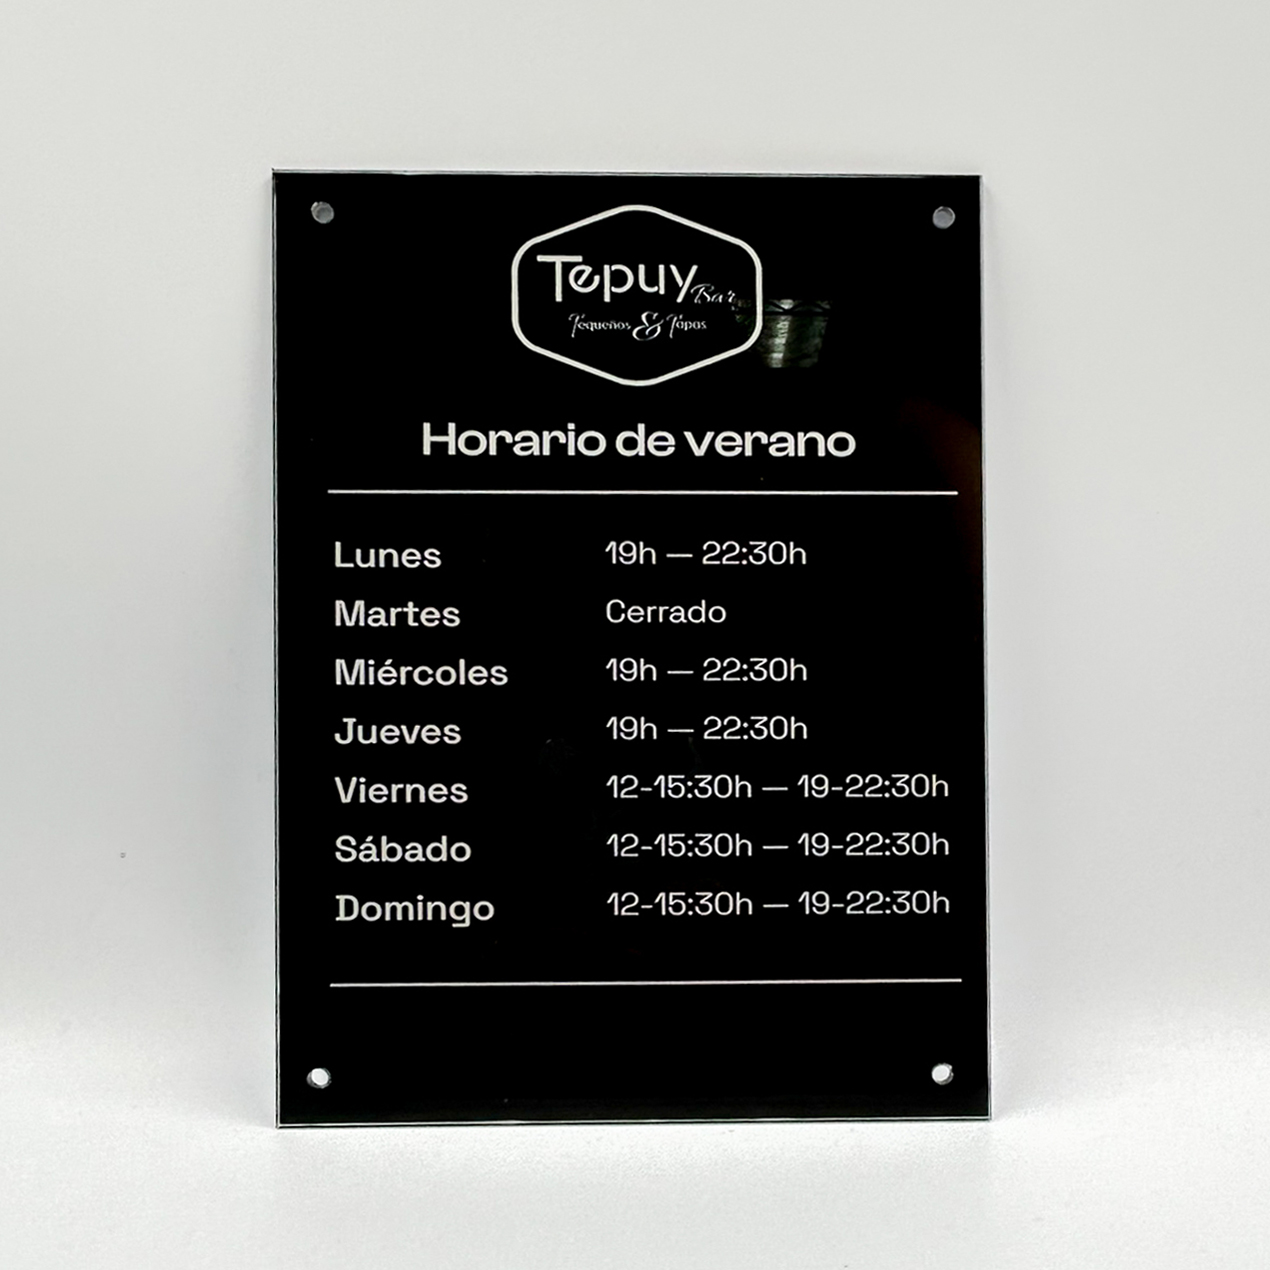 Tepuy Bar
Tequeños & Tapas
Horario de verano
Lunes 19h — 22:30h
Martes Cerrado
Miércoles 19h — 22:30h
Jueves 19h — 22:30h
Viernes 12-15:30h — 19-22:30h
Sábado 12-15:30h — 19-22:30h
Domingo 12-15:30h — 19-22:30h